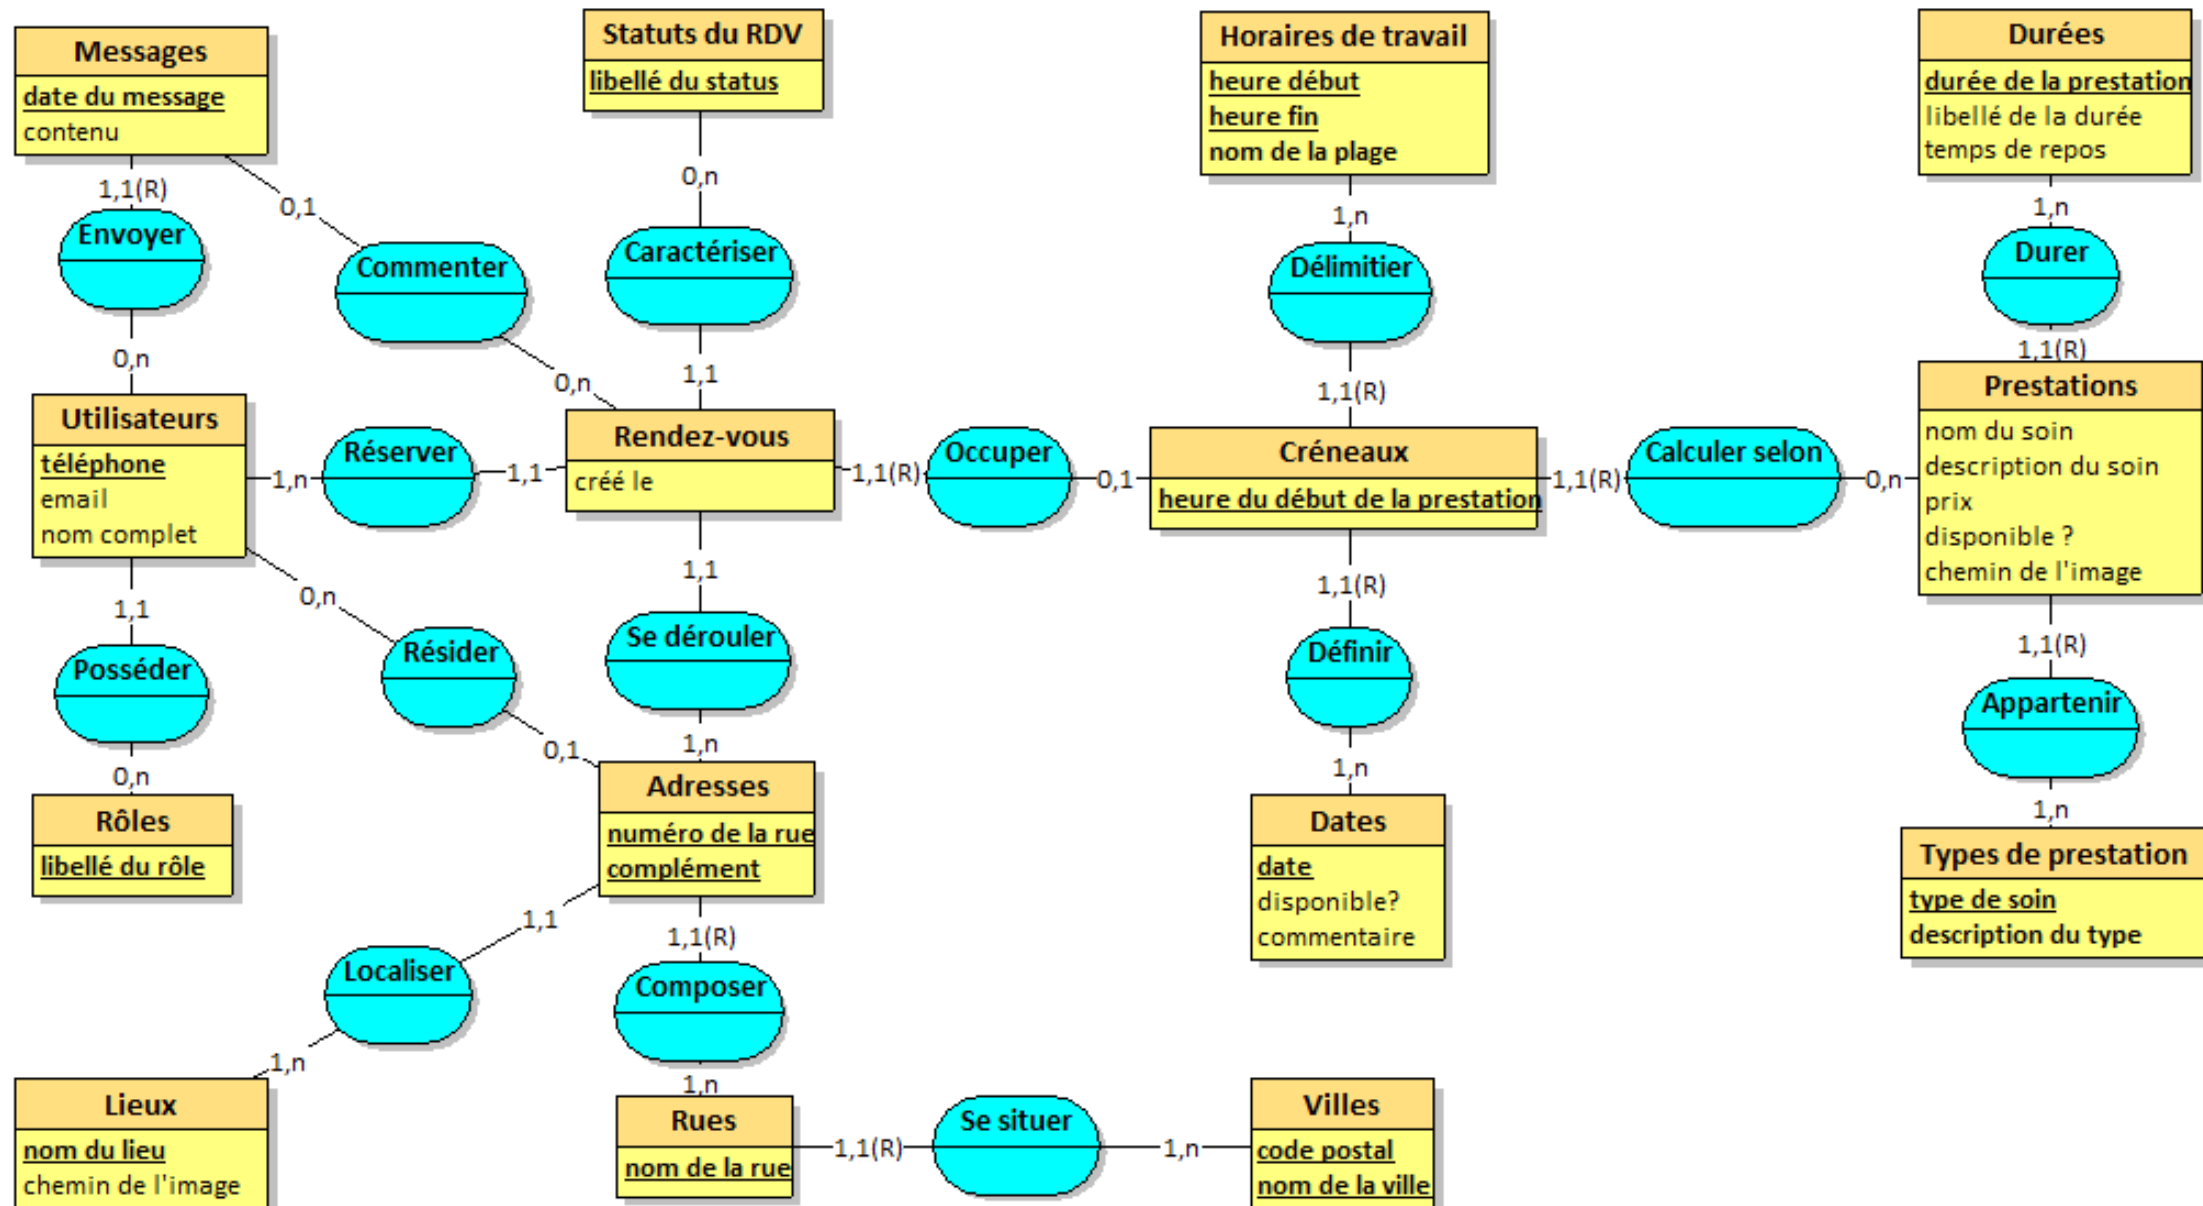 Messages
date du message
contenu
Statuts du RDV
libellé du status
Horaires de travail
heure début
heure fin
nom de la plage
Durées
durée de la prestation
libellé de la durée
temps de repos
1,1(R)
0,1
0,n
1,n
1,n
Envoyer
Commenter
Caractériser
Délimitier
Durer
0,n
0,n
1,1
1,1(R)
1,1(R)
Utilisateurs
téléphone
email
nom complet
1,n
Réserver
1,1
Rendez-vous
créé le
1,1(R)
Occuper
0,1
Créneaux
heure du début de la prestation
1,1(R)
Calculer selon
0,n
Prestations
nom du soin
description du soin
prix
disponible ?
chemin de l'image
1,1
0,n
1,1
1,1(R)
1,1(R)
Posséder
Résider
Se dérouler
Définir
Appartenir
0,n
0,1
1,n
1,n
1,n
Rôles
libellé du rôle
Adresses
numéro de la rue
complément
Dates
date
disponible?
commentaire
Types de prestation
type de soin
description du type
1,1
1,1(R)
Localiser
Composer
1,n
1,n
Lieux
nom du lieu
chemin de l'image
Rues
nom de la rue
1,1(R)
Se situer
1,n
Villes
code postal
nom de la ville